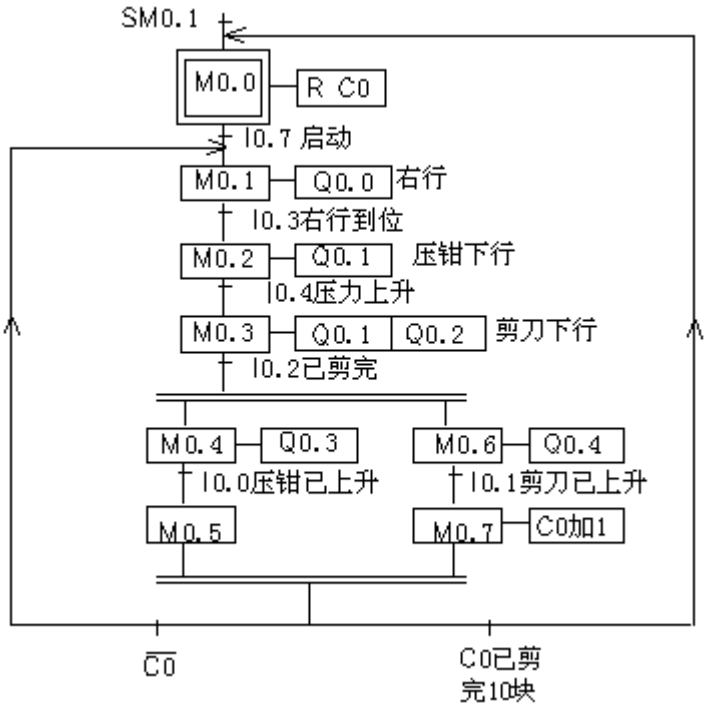 SM0.1
M0.0 R C0
I0.7 启动
M0.1 Q0.0 右行
I0.3右行到位
M0.2 Q0.1 压钳下行
I0.4压力上升
M0.3 Q0.1 Q0.2 剪刀下行
I0.2已剪完
M0.4 Q0.3 M0.6 Q0.4
I0.0压钳已上升 I0.1剪刀已上升
M0.5 M0.7 C0加1
C̅0̅ C0已剪
完10块